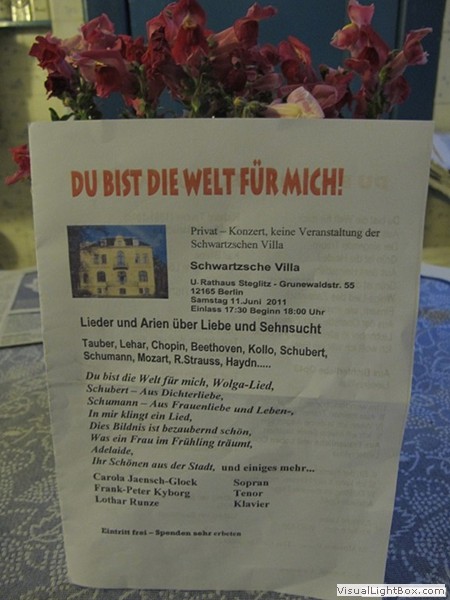 DU BIST DIE WELT FÜR MICH!
Privat – Konzert, keine Veranstaltung der
Schwartzschen Villa
Schwartzsche Villa
U. Rathaus Steglitz - Grunewaldstr. 55
12165 Berlin
Samstag 11.Juni 2011
Einlass 17:30 Beginn 18:00 Uhr
Lieder und Arien über Liebe und Sehnsucht
Tauber, Lehar, Chopin, Beethoven, Kollo, Schubert,
Schumann, Mozart, R.Strauss, Haydn.....
Du bist die Welt für mich, Wolga-Lied,
Schubert – Aus Dichterliebe,
Schumann – Aus Frauenliebe und Leben-,
In mir klingt ein Lied,
Dies Bildnis ist bezaubernd schön,
Was ein Frau im Frühling träumt,
Adelaide,
Ihr Schönen aus der Stadt, und einiges mehr...
Carola Jaensch-Glock Sopran
Frank-Peter Kyborg Tenor
Lothar Runze Klavier
Eintritt frei – Spenden sehr erbeten
VisualLightBox.com